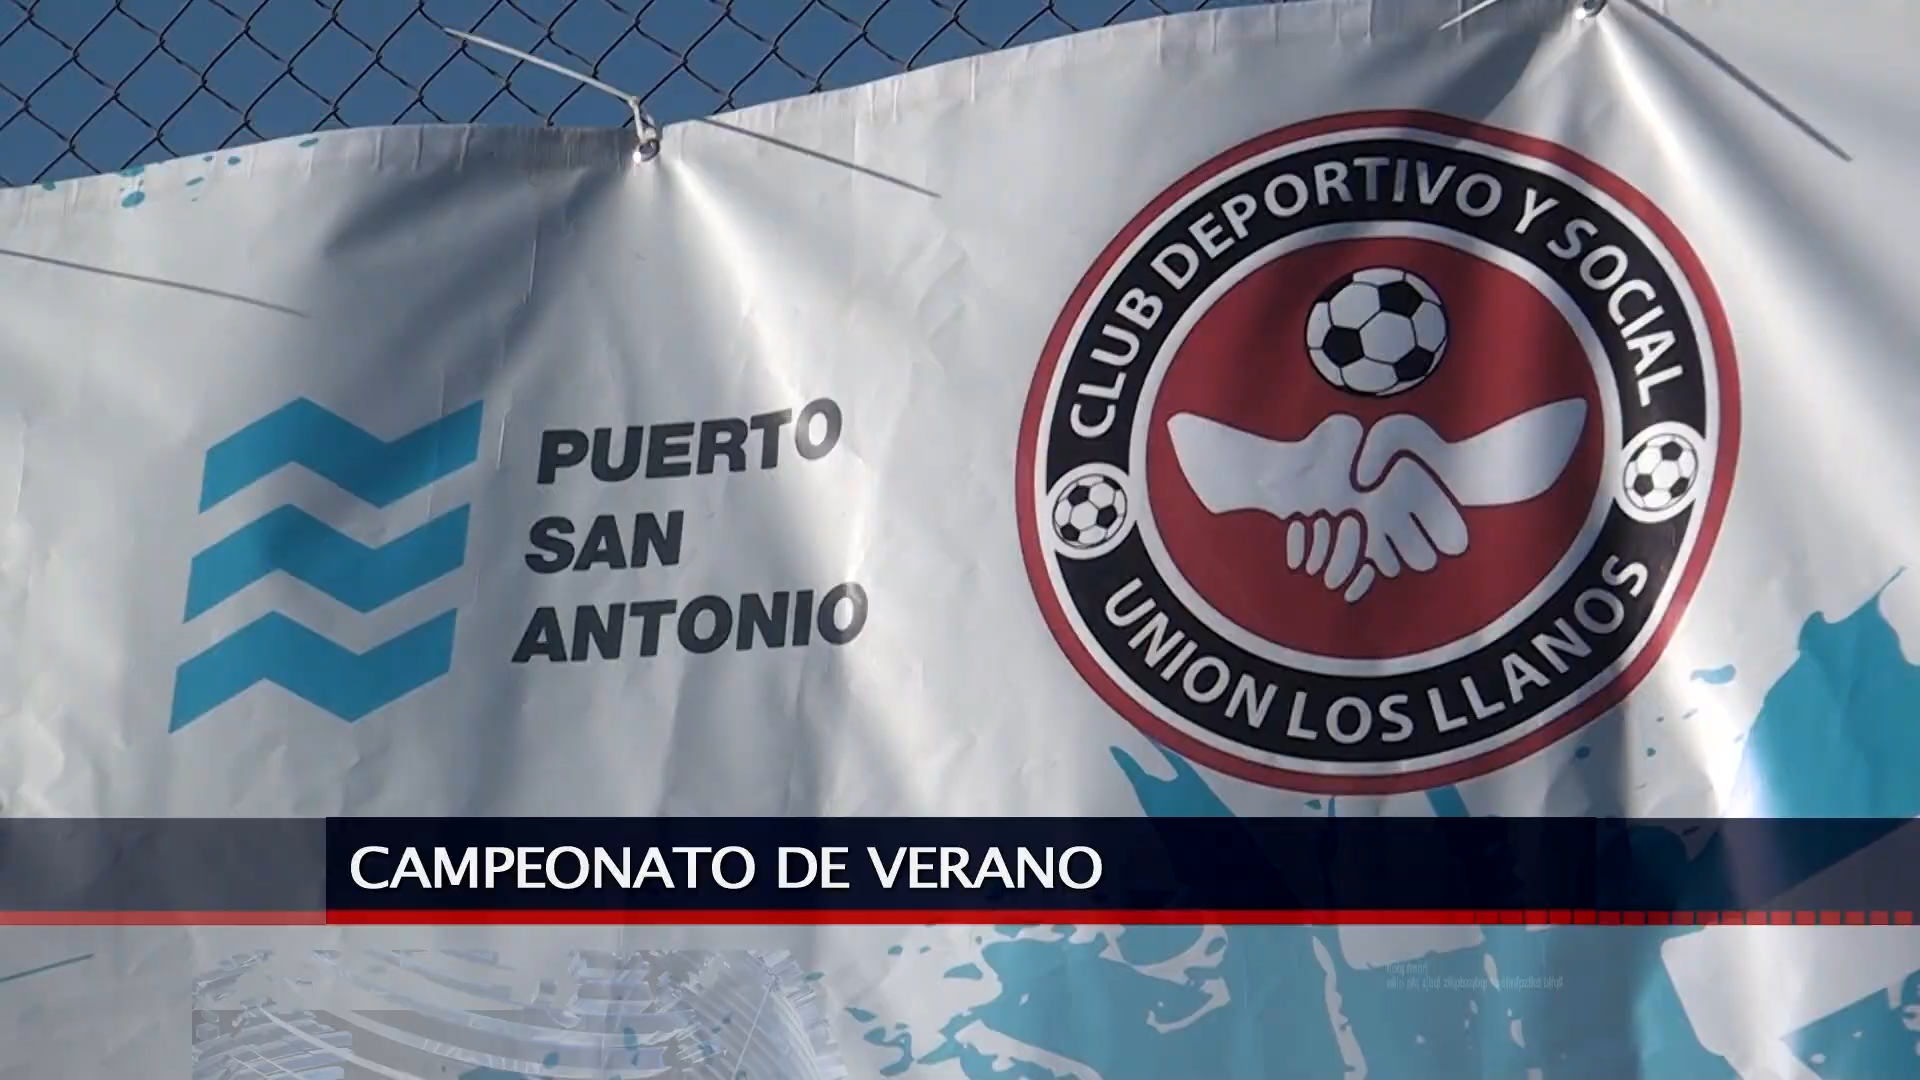 PUERTO
SAN
ANTONIO
CLUB DEPORTIVO Y SOCIAL
UNION LOS LLANOS
CAMPEONATO DE VERANO